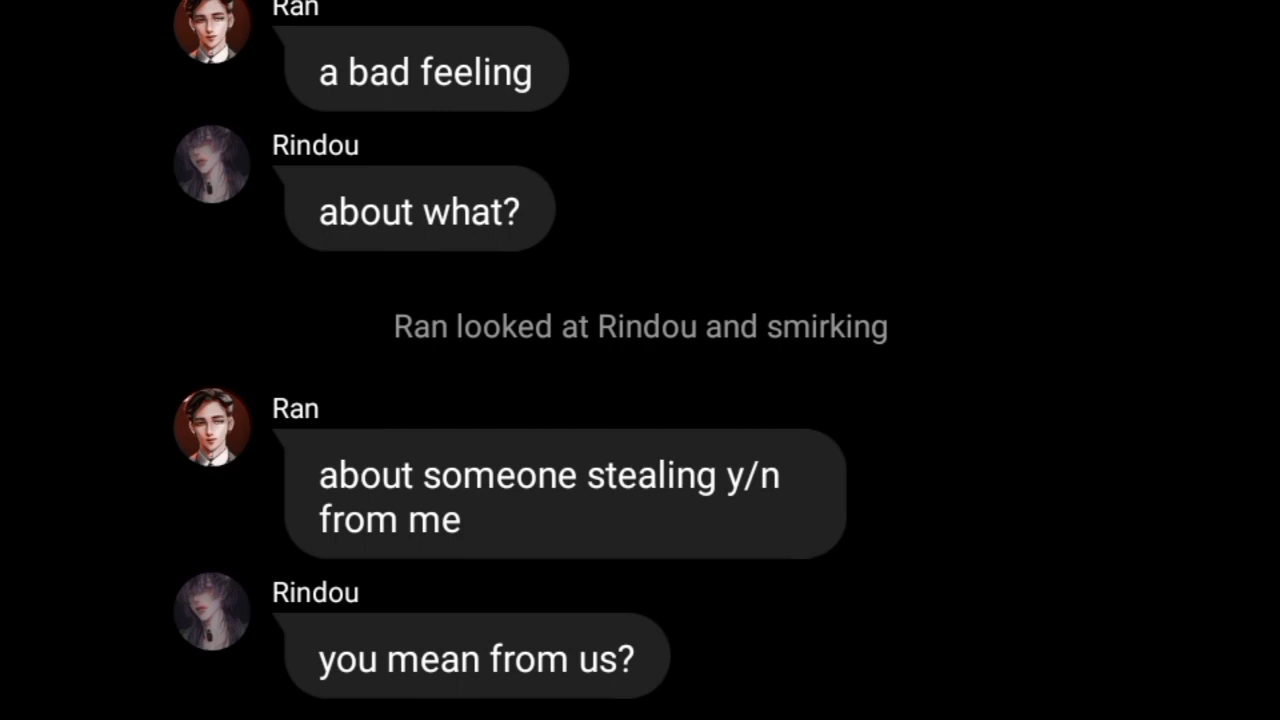 Ran
a bad feeling
Rindou
about what?
Ran looked at Rindou and smirking
Ran
about someone stealing y/n
from me
Rindou
you mean from us?